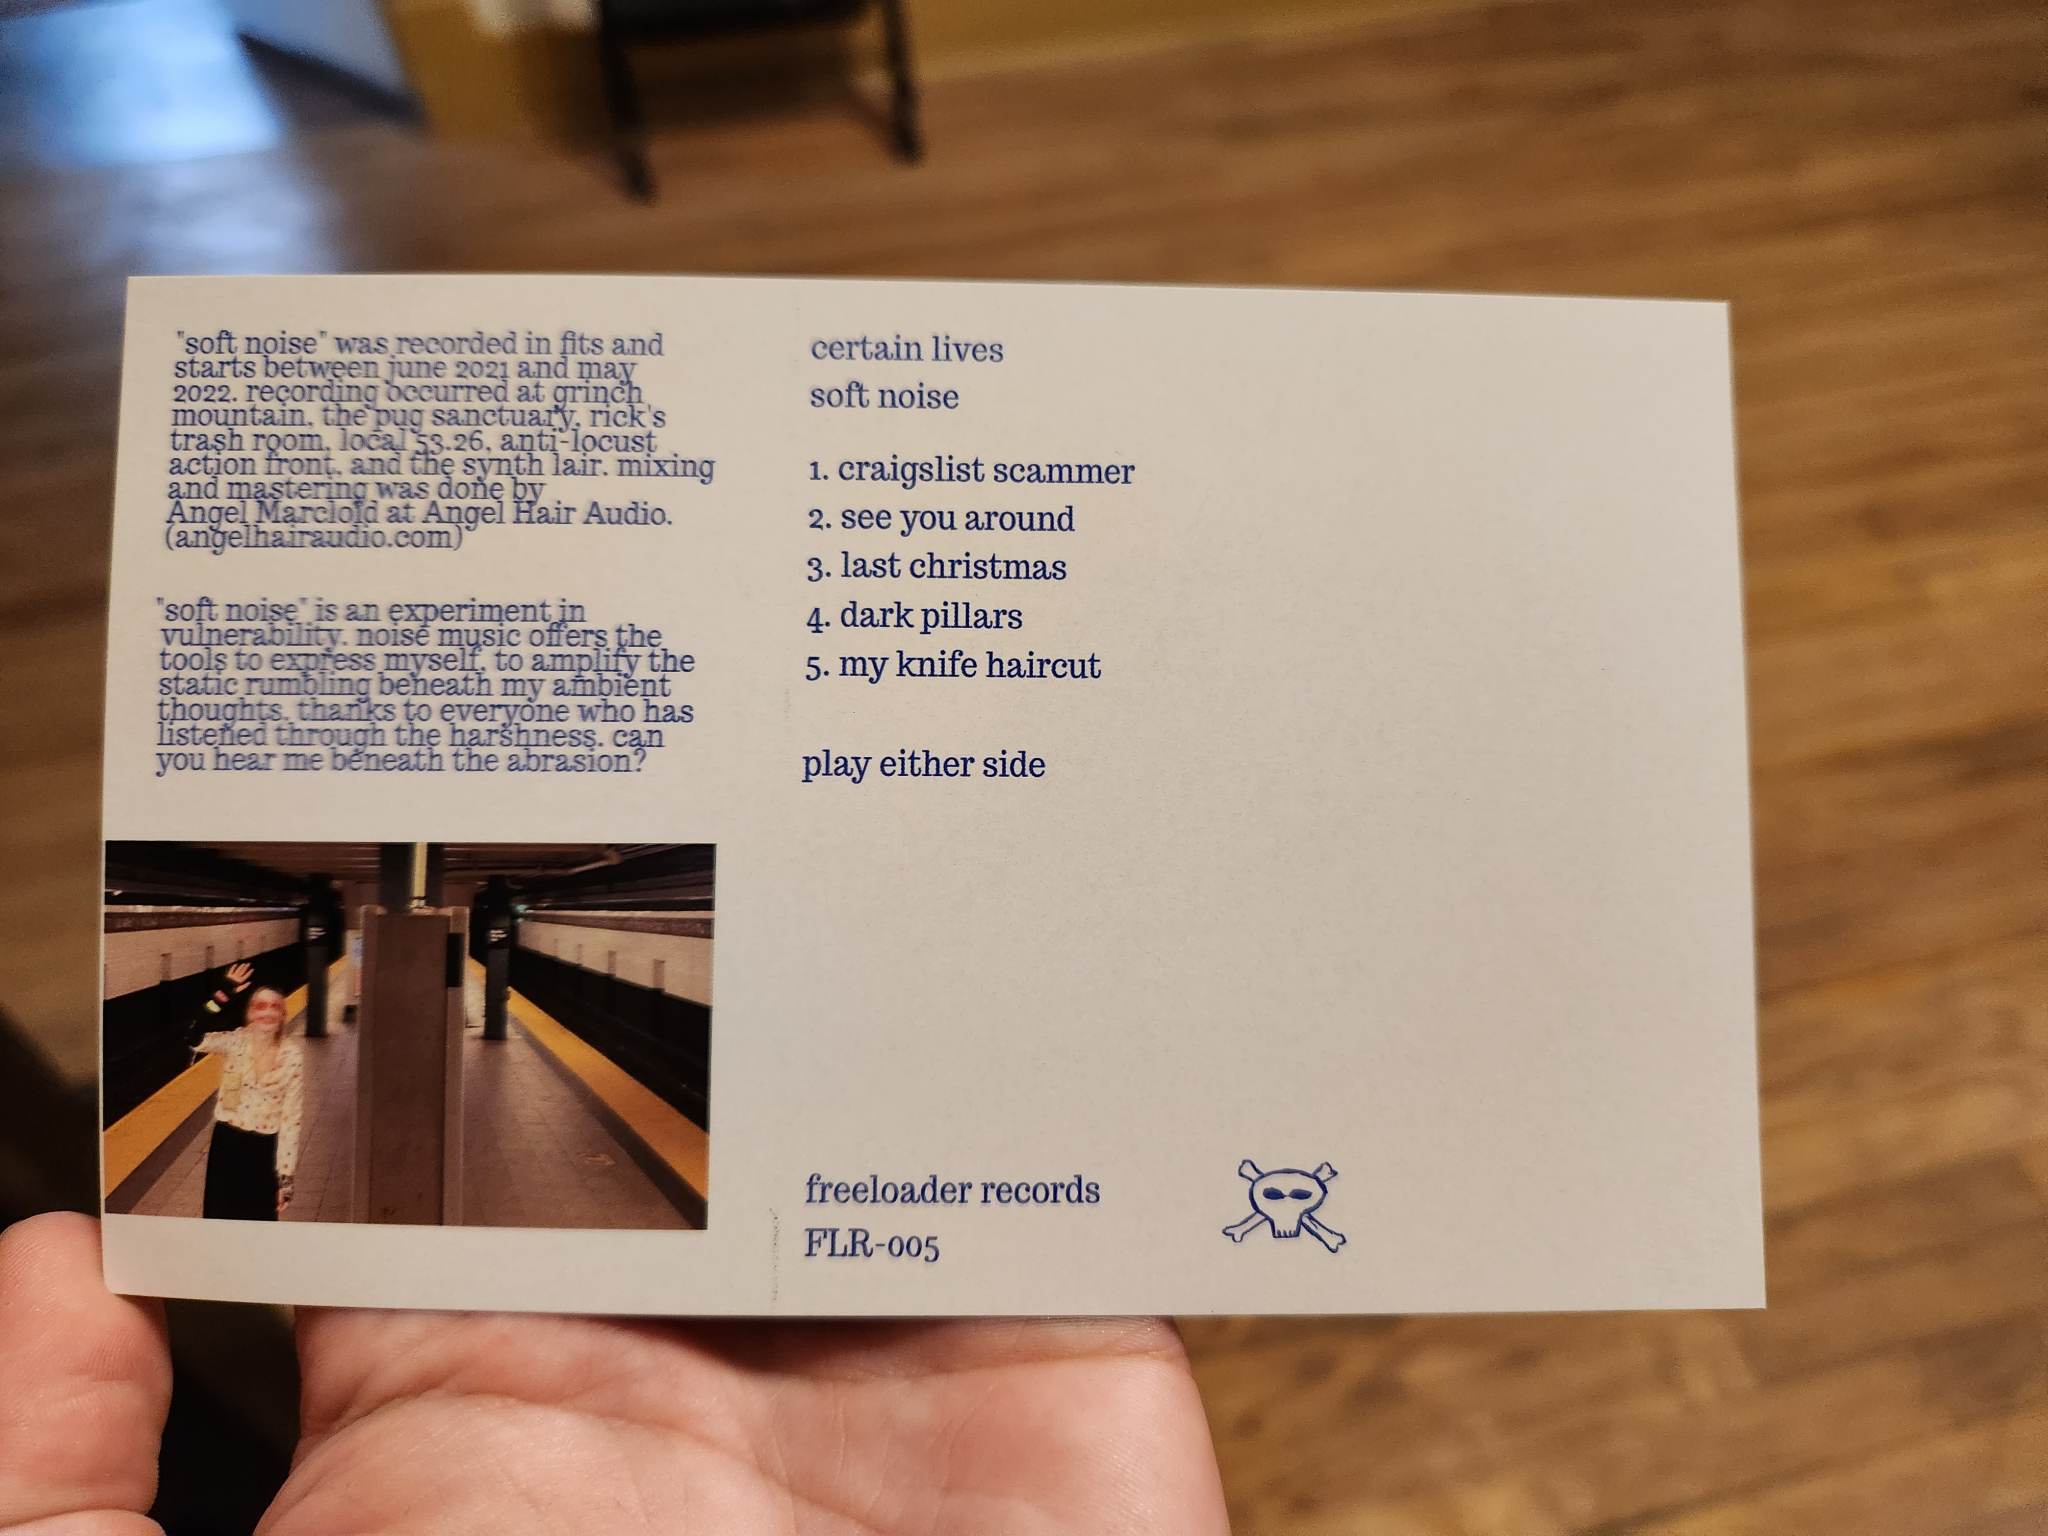 "soft noise" was recorded in fits and
starts between june 2021 and may
2022. recording occurred at grinch
mountain, the pug sanctuary, rick's
trash room, local 53.26, anti-locust
action front, and the synth lair. mixing
and mastering was done by
Angel Marcloid at Angel Hair Audio.
(angelhairaudio.com)
"soft noise" is an experiment in
vulnerability. noise music offers the
tools to express myself, to amplify the
static rumbling beneath my ambient
thoughts. thanks to everyone who has
listened through the harshness. can
you hear me beneath the abrasion?
certain lives
soft noise
1. craigslist scammer
2. see you around
3. last christmas
4. dark pillars
5. my knife haircut
play either side
freeloader records
FLR-005